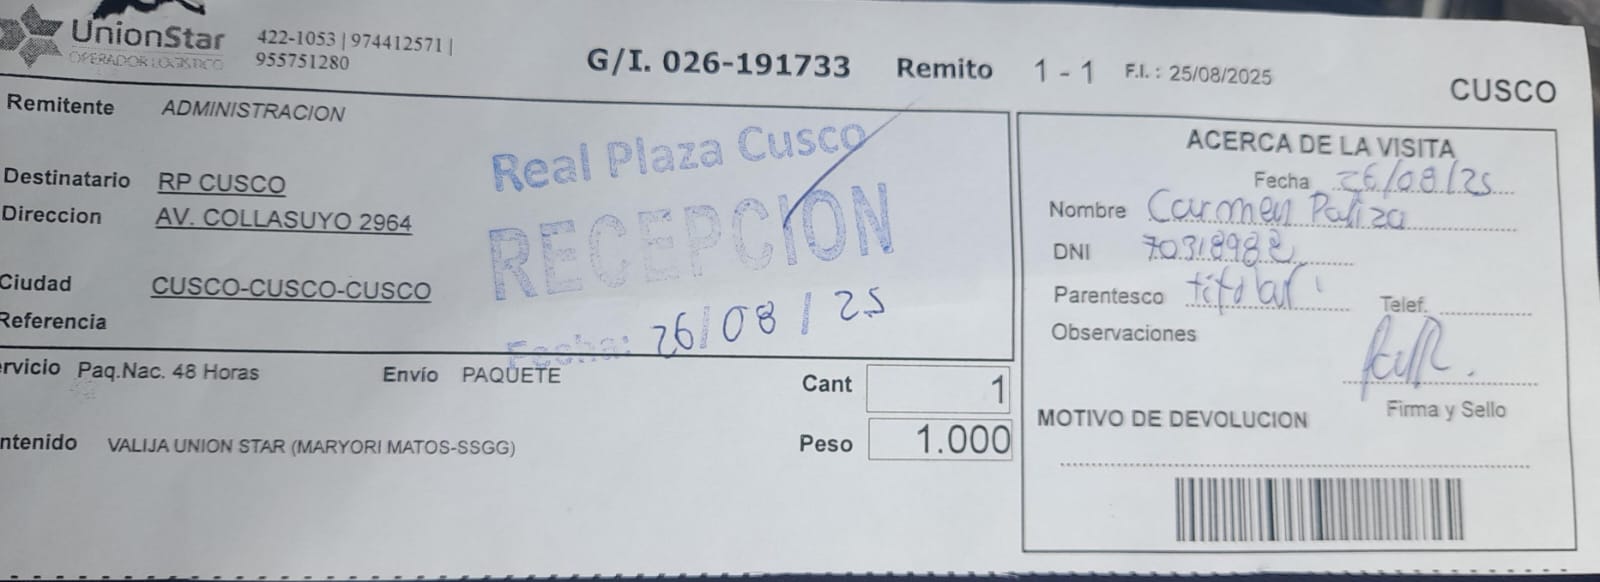 UnionStar
OPERADOR LOGISTICO
422-1053 | 974412571 |
955751280
G/I. 026-191733 Remito 1 - 1 F.I. : 25/08/2025
CUSCO
Remitente ADMINISTRACION
Destinatario RP CUSCO
Direccion AV. COLLASUYO 2964
Ciudad CUSCO-CUSCO-CUSCO
Referencia
Real Plaza Cusco
RECEPCION
Fecha: 26/08/25
rvicio Paq.Nac. 48 Horas Envío PAQUETE
Cant 1
ntenido VALIJA UNION STAR (MARYORI MATOS-SSGG)
Peso 1.000
ACERCA DE LA VISITA
Fecha 26/08/25
Nombre Carmen Paliza
DNI 70318982
Parentesco titular Telef.
Observaciones
Firma y Sello
MOTIVO DE DEVOLUCION